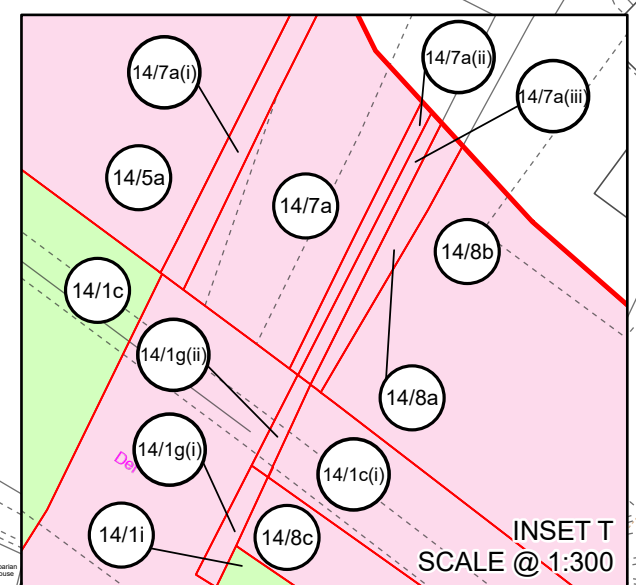 14/7a(i)
14/7a(ii)
14/7a(iii)
14/5a
14/7a
14/8b
14/1c
14/1g(ii)
14/8a
14/1g(i)
14/1c(i)
14/1i
14/8c
INSET T
SCALE @ 1:300